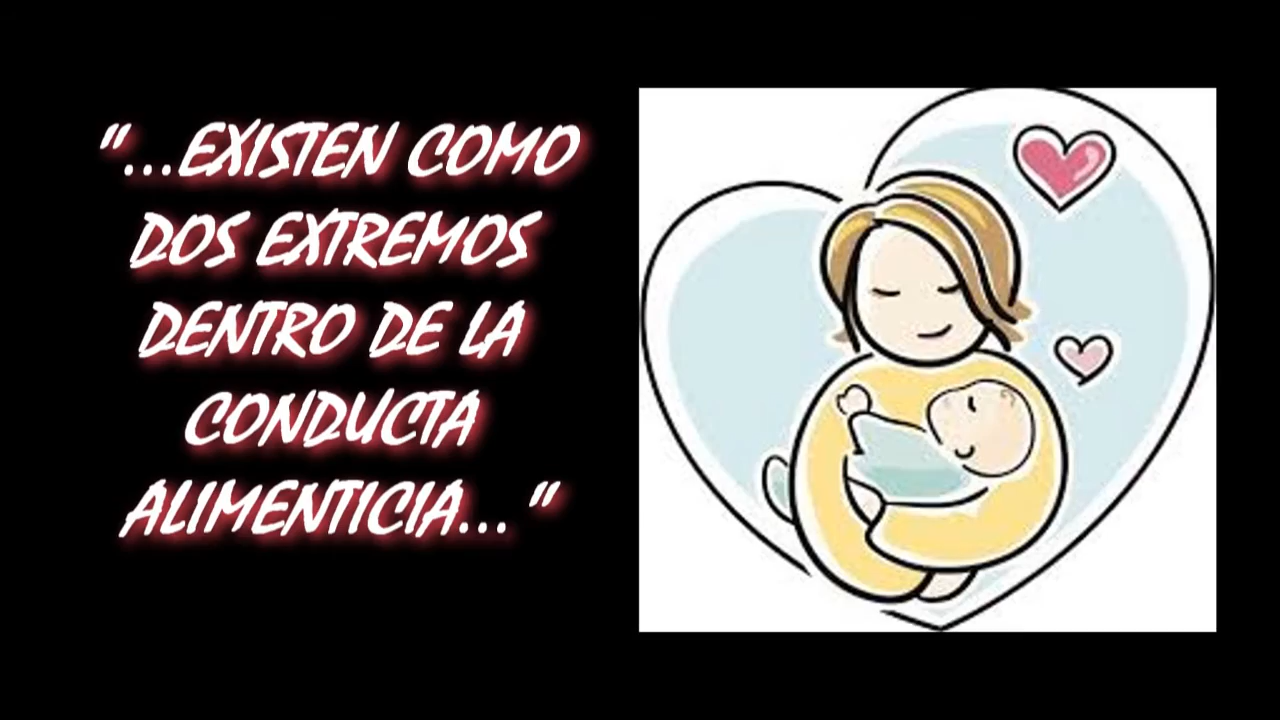 "...EXISTEN COMO
DOS EXTREMOS
DENTRO DE LA
CONDUCTA
ALIMENTICIA... "